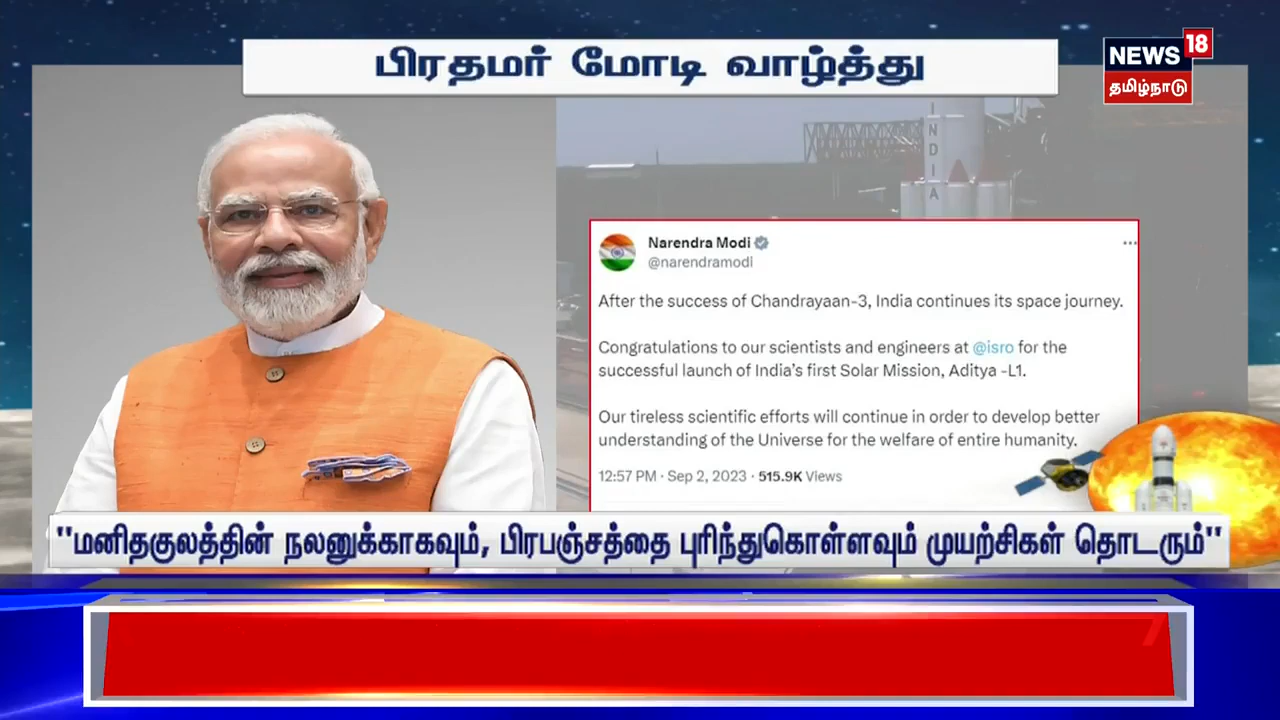 பிரதமர் மோடி வாழ்த்து
NEWS 18
தமிழ்நாடு
INDIA
Narendra Modi
@narendramodi
After the success of Chandrayaan-3, India continues its space journey.
Congratulations to our scientists and engineers at @isro for the
successful launch of India's first Solar Mission, Aditya -L1.
Our tireless scientific efforts will continue in order to develop better
understanding of the Universe for the welfare of entire humanity.
12:57 PM · Sep 2, 2023 · 515.9K Views
"மனிதகுலத்தின் நலனுக்காகவும், பிரபஞ்சத்தை புரிந்துகொள்ளவும் முயற்சிகள் தொடரும்"